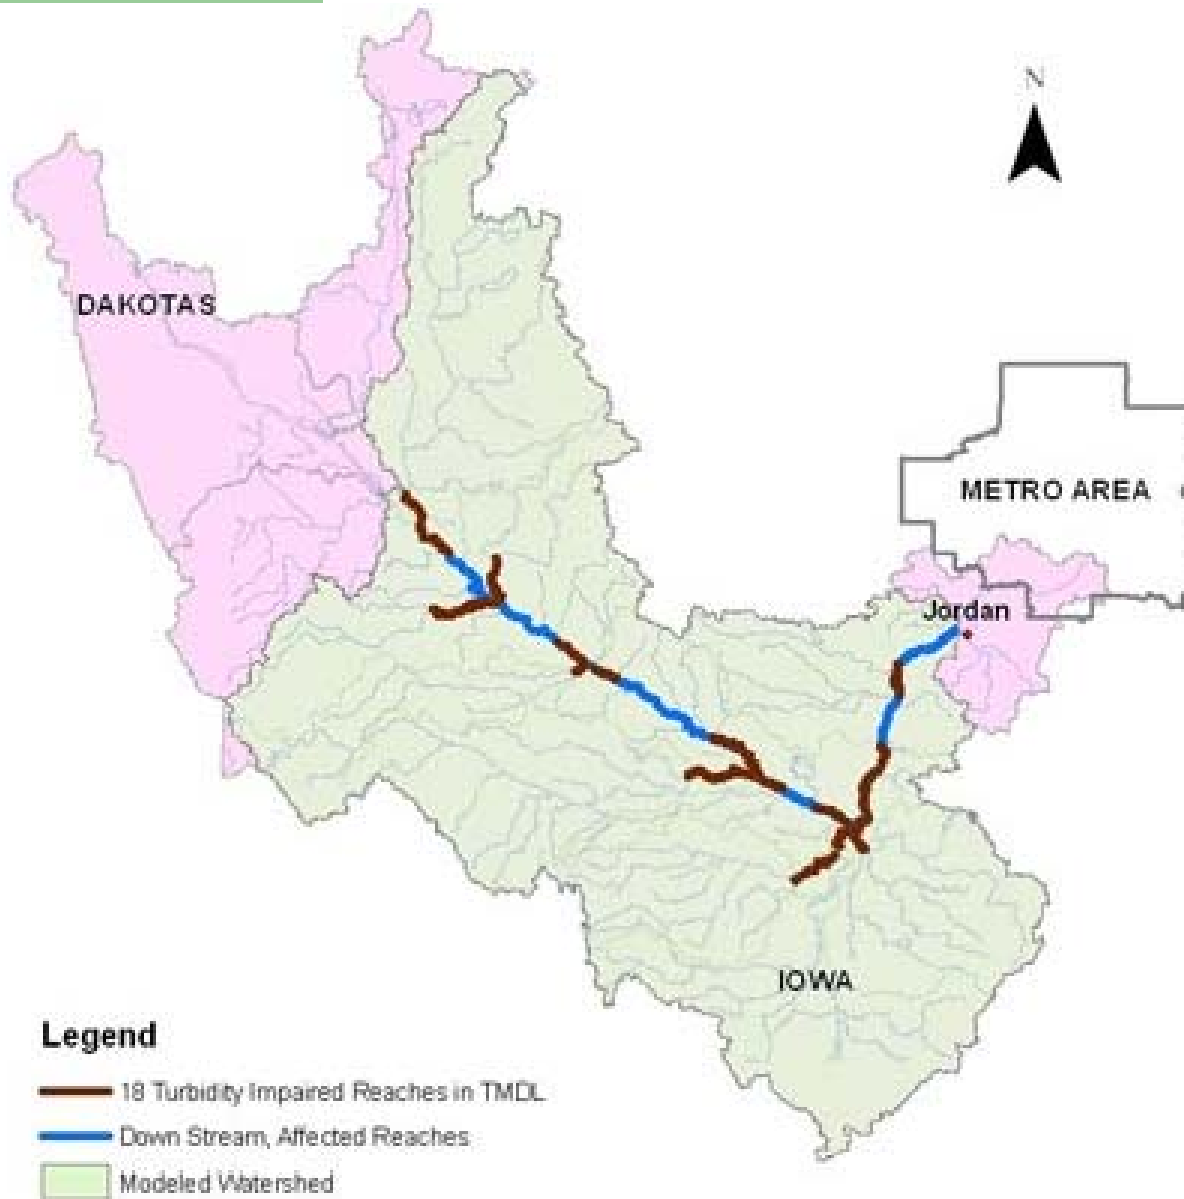 N
DAKOTAS
METRO AREA
Jordan
IOWA
Legend
18 Turbidity Impaired Reaches in TMDL
Down Stream, Affected Reaches
Modeled Watershed